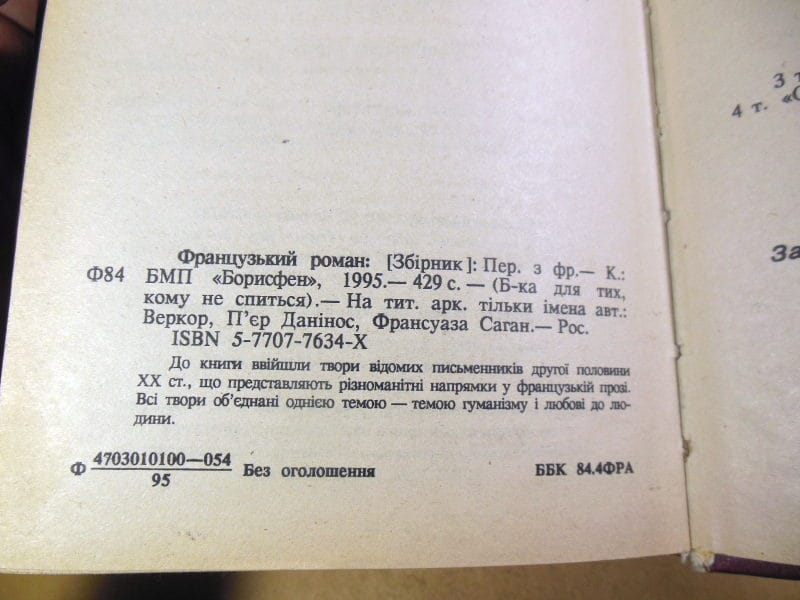 Французький роман: [Збірник]: Пер. з фр.— К.:
Ф84 БМП «Борисфен», 1995.— 429 с. — (Б-ка для тих,
кому не спиться).— На тит. арк. тільки імена авт.:
Веркор, П’єр Данінос, Франсуаза Саган.— Рос.
ISBN 5-7707-7634-X
До книги ввійшли твори відомих письменників другої половини
XX ст., що представляють різноманітні напрямки у французькій прозі.
Всі твори об’єднані однією темою — темою гуманізму і любові до лю-
дини.
Ф 4703010100—054
95
Без оголошення
ББК 84.4ФРА
3 т
4 т. «С
За